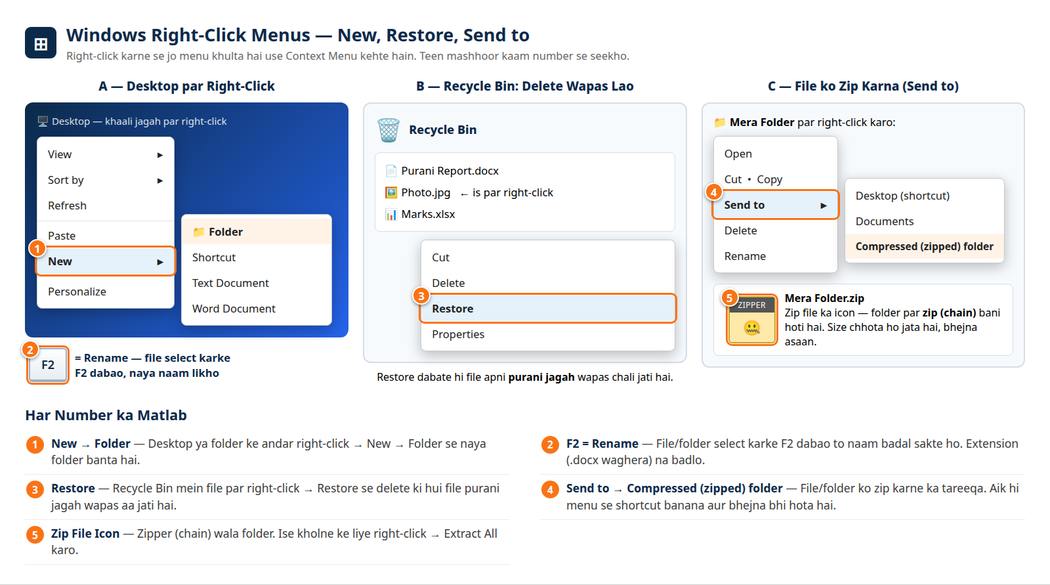 Windows Right-Click Menus — New, Restore, Send to
Right-click karne se jo menu khulta hai use Context Menu kehte hain. Teen mashhoor kaam number se seekho.
A — Desktop par Right-Click
Desktop — khaali jagah par right-click
View ▸
Sort by ▸
Refresh
Paste
1
New ▸
Personalize
Folder
Shortcut
Text Document
Word Document
2
F2
= Rename — file select karke
F2 dabao, naya naam likho
B — Recycle Bin: Delete Wapas Lao
Recycle Bin
Purani Report.docx
Photo.jpg ← is par right-click
Marks.xlsx
Cut
Delete
3
Restore
Properties
Restore dabate hi file apni purani jagah wapas chali jati hai.
C — File ko Zip Karna (Send to)
Mera Folder par right-click karo:
Open
Cut • Copy
4
Send to ▸
Delete
Rename
Desktop (shortcut)
Documents
Compressed (zipped) folder
5
ZIPPER
Mera Folder.zip
Zip file ka icon — folder par zip (chain) bani
hoti hai. Size chhota ho jata hai, bhejna
asaan.
Har Number ka Matlab
1 New → Folder — Desktop ya folder ke andar right-click → New → Folder se naya
folder banta hai.
2 F2 = Rename — File/folder select karke F2 dabao to naam badal sakte ho. Extension
(.docx waghera) na badlo.
3 Restore — Recycle Bin mein file par right-click → Restore se delete ki hui file purani
jagah wapas aa jati hai.
4 Send to → Compressed (zipped) folder — File/folder ko zip karne ka tareeqa. Aik hi
menu se shortcut banana aur bhejna bhi hota hai.
5 Zip File Icon — Zipper (chain) wala folder. Ise kholne ke liye right-click → Extract All
karo.